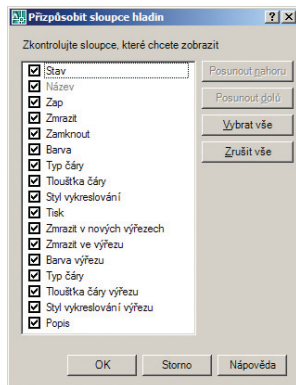 Přizpůsobit sloupce hladin
Zkontrolujte sloupce, které chcete zobrazit
Stav
Název
Zap
Zmrazit
Zamknout
Barva
Typ čáry
Tloušťka čáry
Styl vykreslování
Tisk
Zmrazit v nových výřezech
Zmrazit ve výřezu
Barva výřezu
Typ čáry
Tloušťka čáry výřezu
Styl vykreslování výřezu
Popis
Posunout nahoru
Posunout dolů
Vybrat vše
Zrušit vše
OK Storno Nápověda